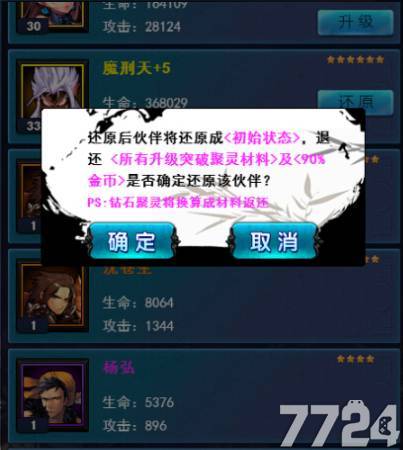 生命：164109
30
攻击：28124
升级
魔刑天+5
生命：368029
还原
33
还原后伙伴将还原成<初始状态>，退
还 <所有升级突破聚灵材料>及<90%
金币>是否确定还原该伙伴？
PS:钻石聚灵将换算成材料返还
确定
取消
1
生命：8064
攻击：1344
1
杨弘
生命：5376
攻击：896
1
7724